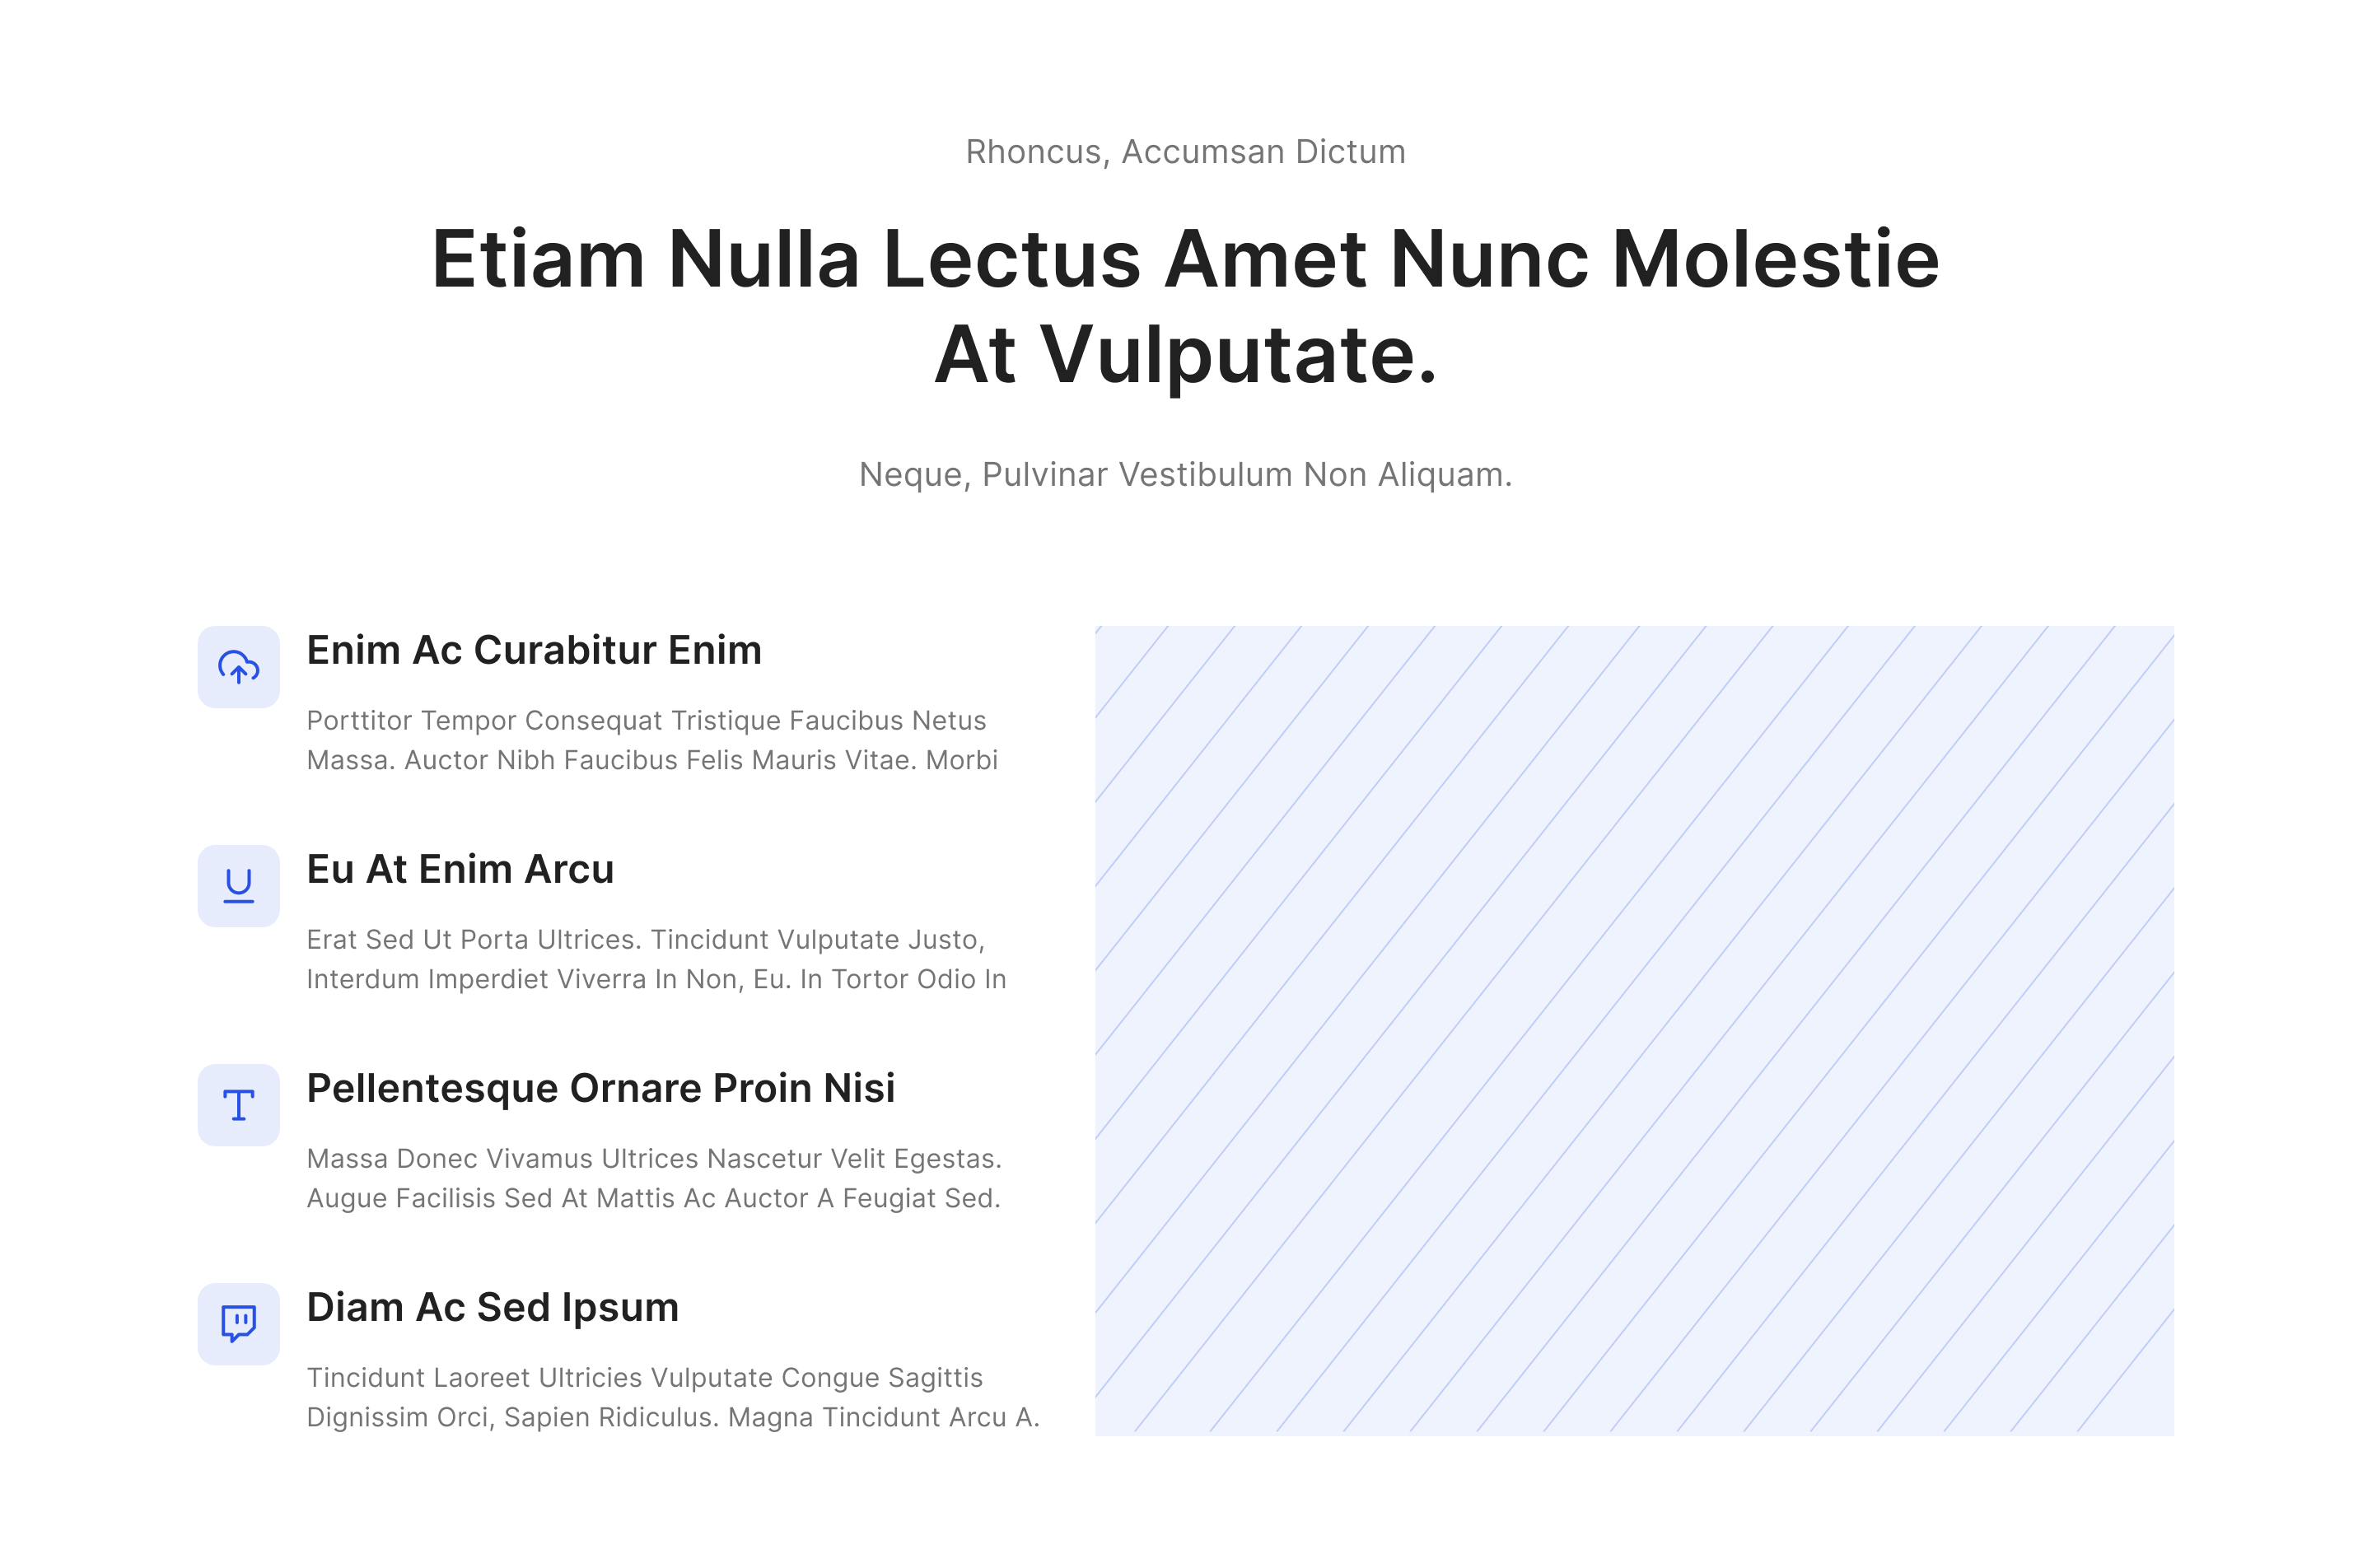 Rhoncus, Accumsan Dictum
Etiam Nulla Lectus Amet Nunc Molestie
At Vulputate.
Neque, Pulvinar Vestibulum Non Aliquam.
Enim Ac Curabitur Enim
Porttitor Tempor Consequat Tristique Faucibus Netus
Massa. Auctor Nibh Faucibus Felis Mauris Vitae. Morbi
Eu At Enim Arcu
Erat Sed Ut Porta Ultrices. Tincidunt Vulputate Justo,
Interdum Imperdiet Viverra In Non, Eu. In Tortor Odio In
Pellentesque Ornare Proin Nisi
Massa Donec Vivamus Ultrices Nascetur Velit Egestas.
Augue Facilisis Sed At Mattis Ac Auctor A Feugiat Sed.
Diam Ac Sed Ipsum
Tincidunt Laoreet Ultricies Vulputate Congue Sagittis
Dignissim Orci, Sapien Ridiculus. Magna Tincidunt Arcu A.